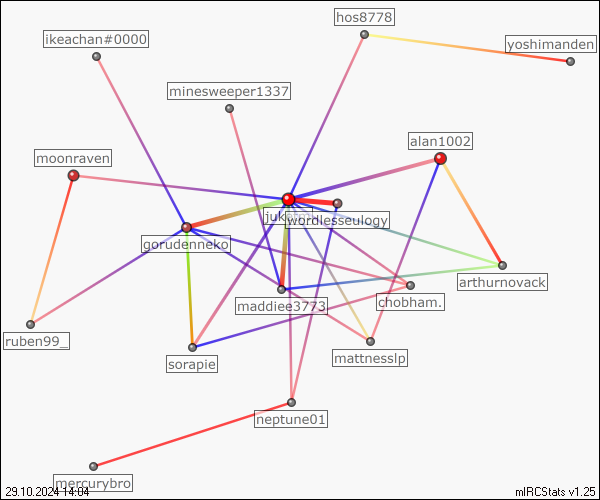 hos8778
ikeachan#0000
yoshimanden
minesweeper1337
alan1002
moonraven
wordlesseulogy
gorudenneko
arthurnovack
maddiee3773
chobham.
ruben99_
mattnesslp
sorapie
neptune01
mercurybro
29.10.2024 14:04
mIRCStats v1.25